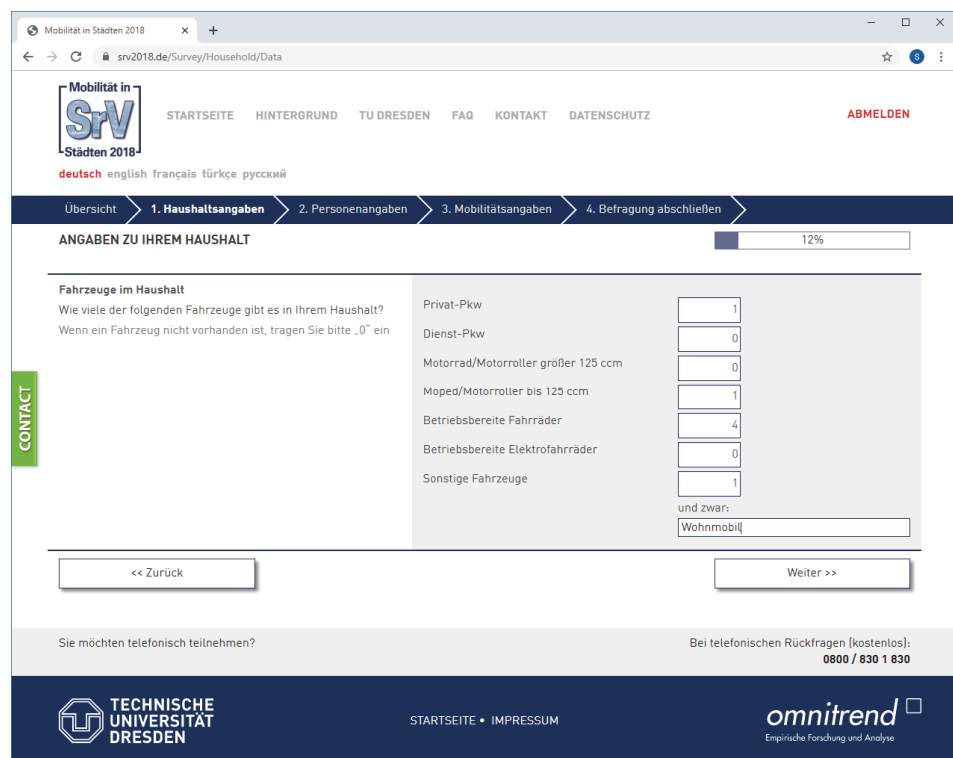 Mobilität in Städten 2018
srv2018.de/Survey/Household/Data
S
Mobilität in
SrV
Städten 2018
STARTSEITE HINTERGRUND TU DRESDEN FAQ KONTAKT DATENSCHUTZ
ABMELDEN
deutsch english français türkçe русский
Übersicht 1. Haushaltsangaben 2. Personenangaben 3. Mobilitätsangaben 4. Befragung abschließen
ANGABEN ZU IHREM HAUSHALT
12%
Fahrzeuge im Haushalt
Wie viele der folgenden Fahrzeuge gibt es in Ihrem Haushalt?
Wenn ein Fahrzeug nicht vorhanden ist, tragen Sie bitte „0" ein
Privat-Pkw 1
Dienst-Pkw 0
Motorrad/Motorroller größer 125 ccm 0
Moped/Motorroller bis 125 ccm 1
Betriebsbereite Fahrräder 4
Betriebsbereite Elektrofahrräder 0
Sonstige Fahrzeuge 1
und zwar:
Wohnmobil
CONTACT
<< Zurück
Weiter >>
Sie möchten telefonisch teilnehmen?
Bei telefonischen Rückfragen (kostenlos):
0800 / 830 1 830
TECHNISCHE
UNIVERSITÄT
DRESDEN
STARTSEITE • IMPRESSUM
omnitrend
Empirische Forschung und Analyse